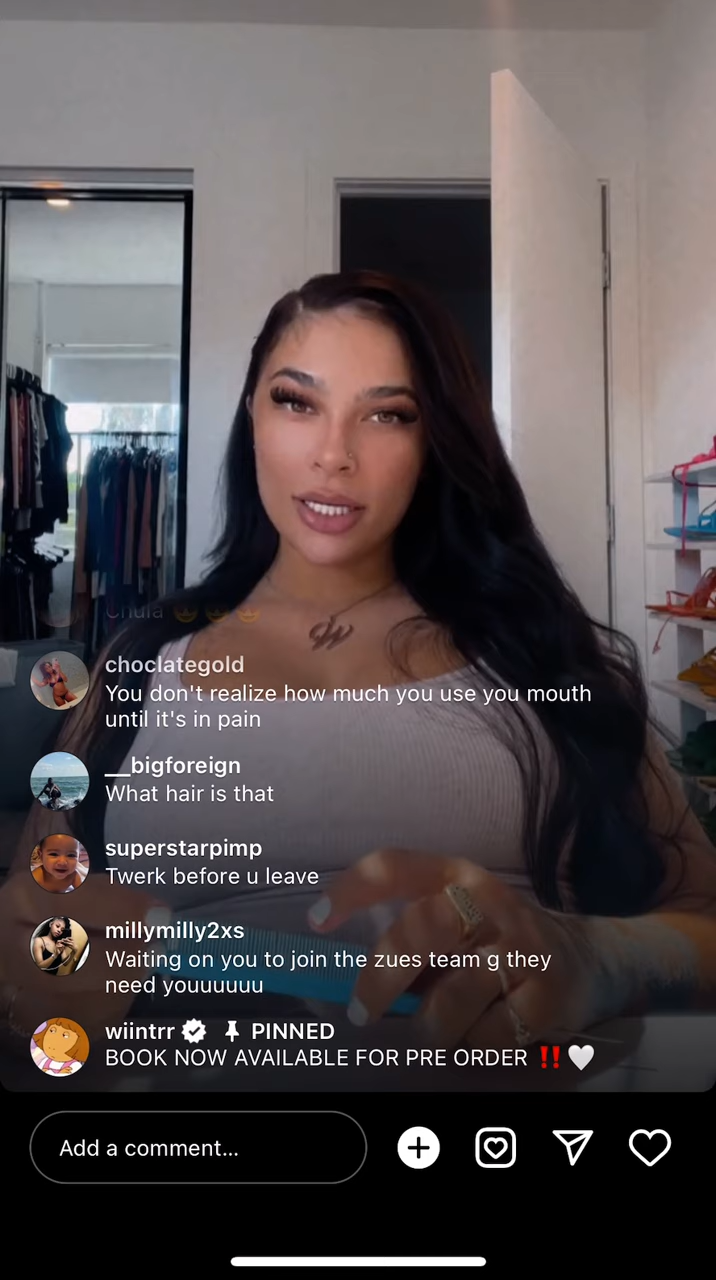 Chula
choclategold
You don't realize how much you use you mouth
until it's in pain
__bigforeign
What hair is that
superstarpimp
Twerk before u leave
millymilly2xs
Waiting on you to join the zues team g they
need youuuuuu
wiintrr PINNED
BOOK NOW AVAILABLE FOR PRE ORDER ‼️🤍
Add a comment...